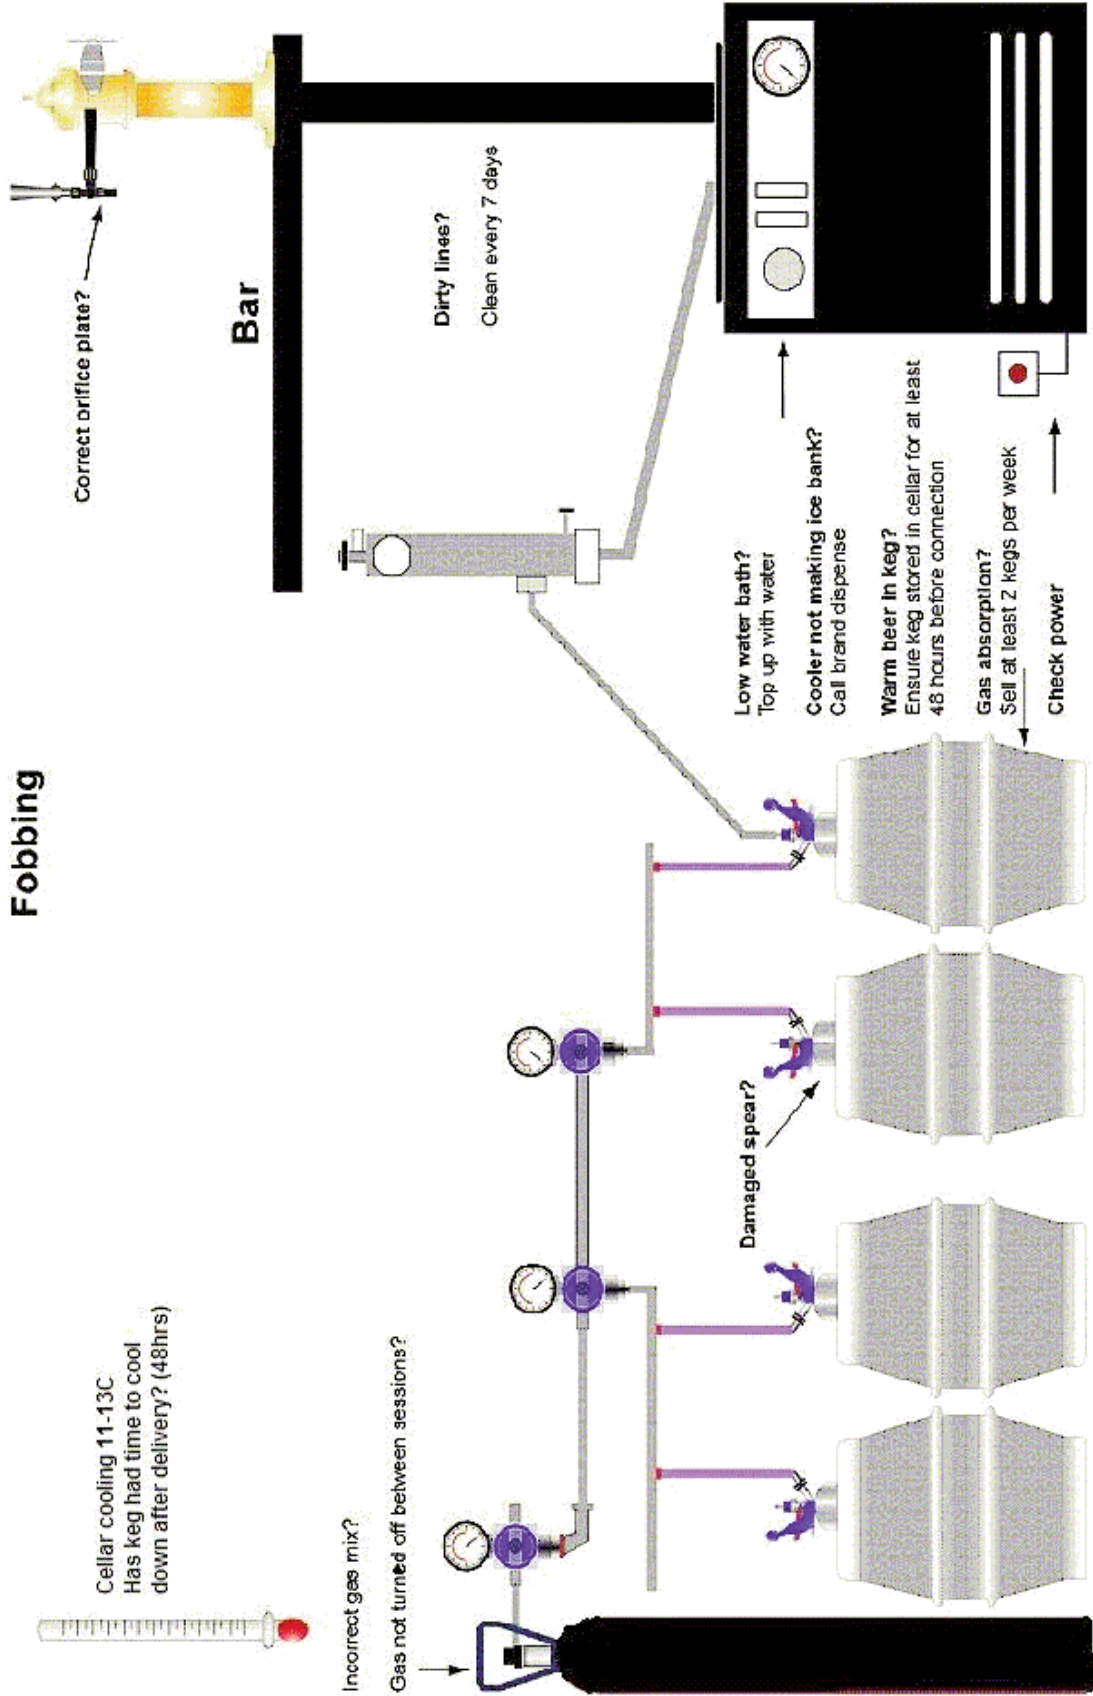 Fobbing
Cellar cooling 11-13C
Has keg had time to cool
down after delivery? (48hrs)
Correct orifice plate?
Bar
Incorrect gas mix?
Gas not turned off between sessions?
Dirty lines?
Clean every 7 days
Damaged spear?
Low water bath?
Top up with water
Cooler not making ice bank?
Call brand dispense
Warm beer in keg?
Ensure keg stored in cellar for at least
48 hours before connection
Gas absorption?
Sell at least 2 kegs per week
Check power